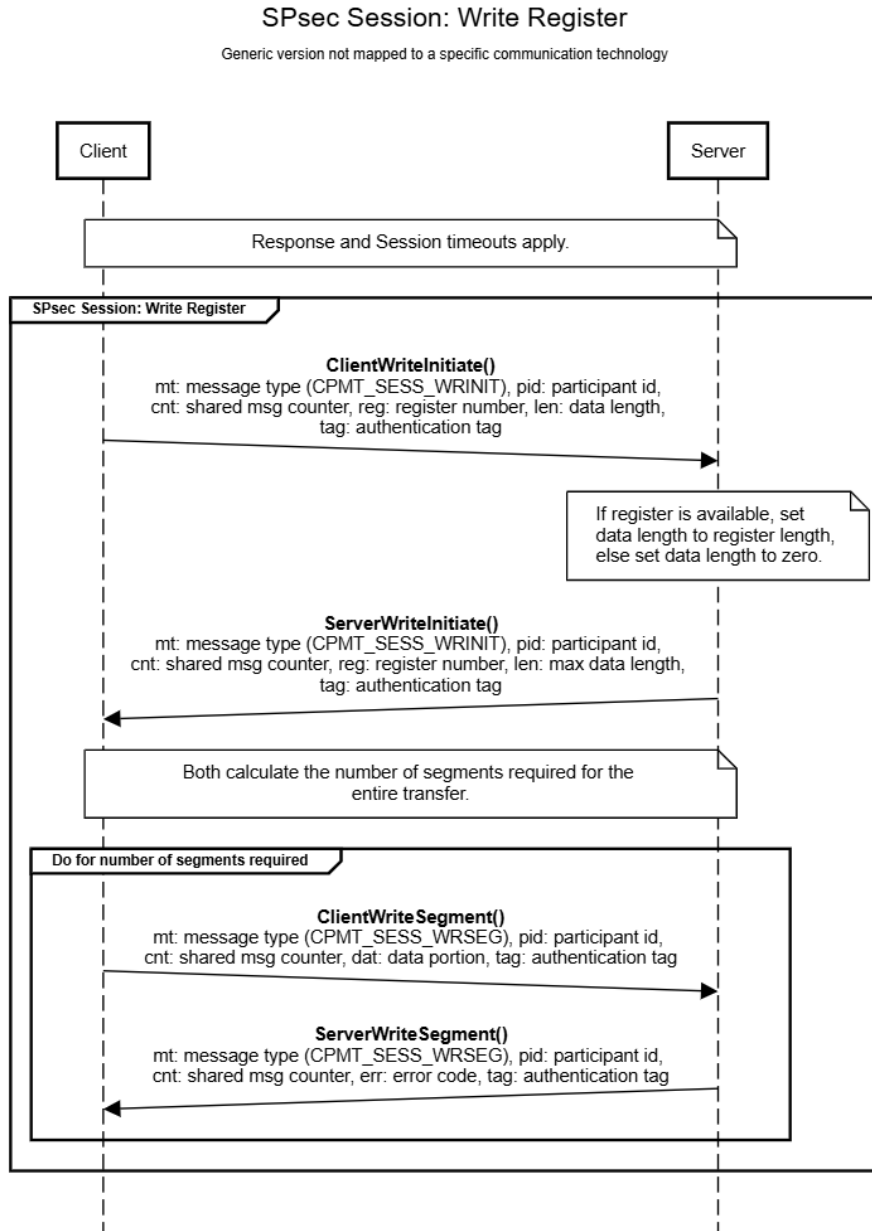 SPsec Session: Write Register
Generic version not mapped to a specific communication technology
Client
Server
Response and Session timeouts apply.
SPsec Session: Write Register
ClientWriteInitiate()
mt: message type (CPMT_SESS_WRINIT), pid: participant id,
cnt: shared msg counter, reg: register number, len: data length,
tag: authentication tag
If register is available, set
data length to register length,
else set data length to zero.
ServerWriteInitiate()
mt: message type (CPMT_SESS_WRINIT), pid: participant id,
cnt: shared msg counter, reg: register number, len: max data length,
tag: authentication tag
Both calculate the number of segments required for the
entire transfer.
Do for number of segments required
ClientWriteSegment()
mt: message type (CPMT_SESS_WRSEG), pid: participant id,
cnt: shared msg counter, dat: data portion, tag: authentication tag
ServerWriteSegment()
mt: message type (CPMT_SESS_WRSEG), pid: participant id,
cnt: shared msg counter, err: error code, tag: authentication tag